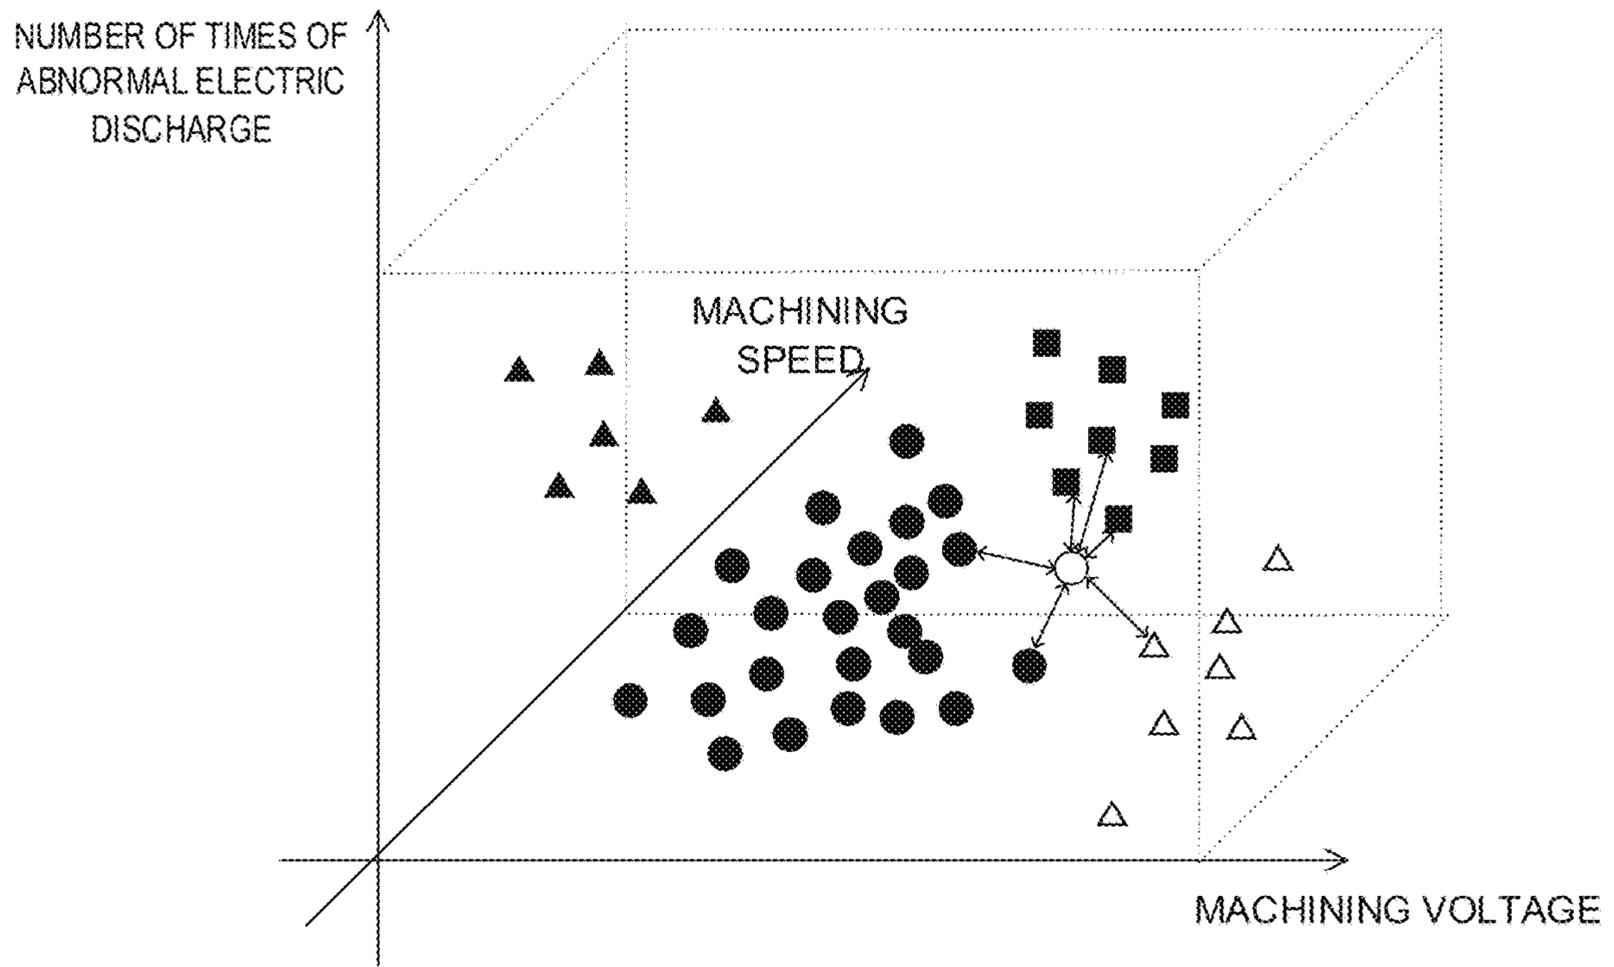 NUMBER OF TIMES OF
ABNORMAL ELECTRIC
DISCHARGE
MACHINING
SPEED
MACHINING VOLTAGE